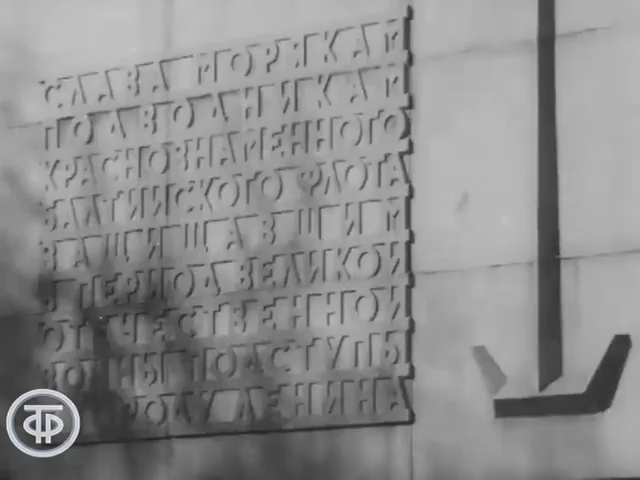 СЛАВА МОРЯКАМ
ПОДВОДНИКАМ
КРАСНОЗНАМЕННОГО
БАЛТИЙСКОГО ФЛОТА
ЗАЩИЩАВШИМ
В ПЕРИОД ВЕЛИКОЙ
ОТЕЧЕСТВЕННОЙ
ВОЙНЫ ПОДСТУПЫ
К ГОРОДУ ЛЕНИНА